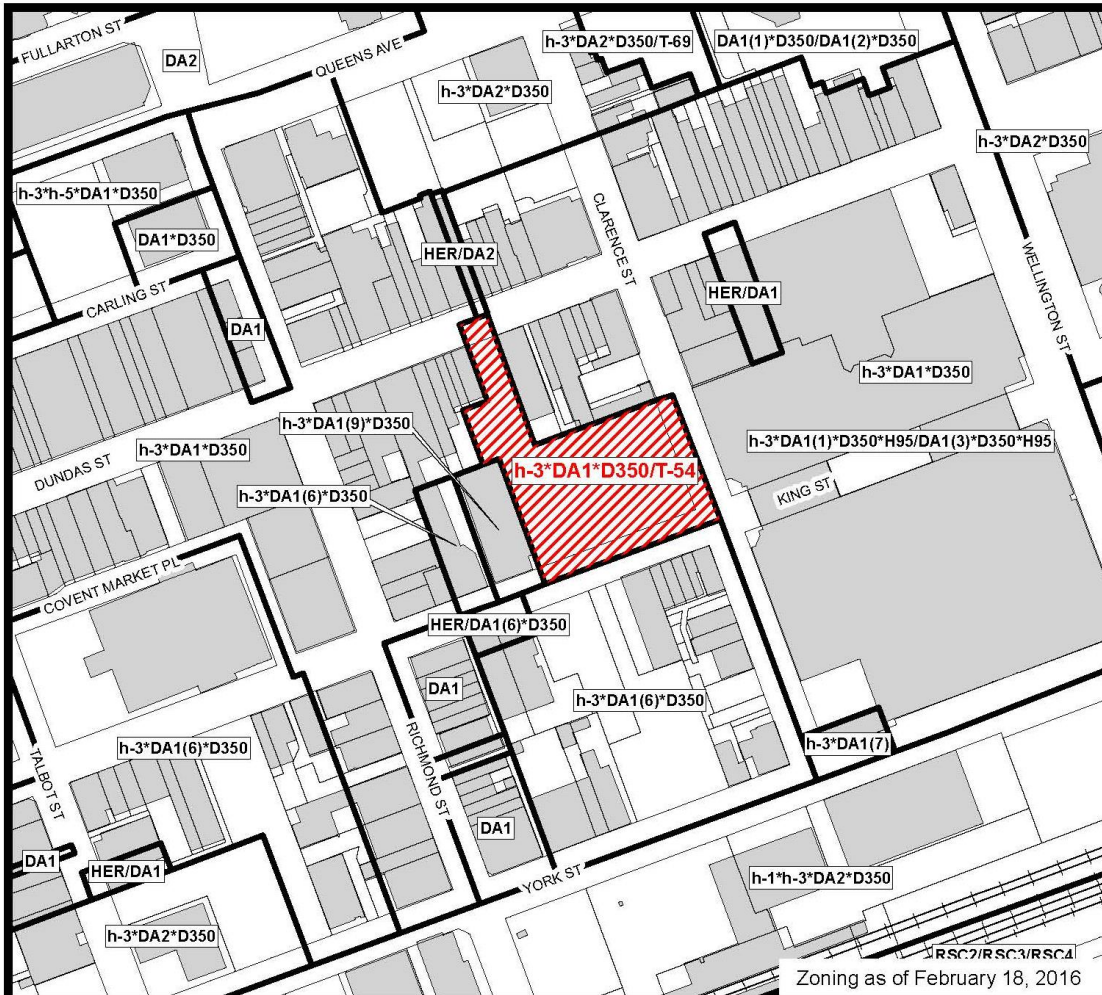 FULLARTON ST
DA2
QUEENS AVE
h-3*DA2*D350/T-69
DA1(1)*D350/DA1(2)*D350
h-3*DA2*D350
h-3*DA2*D350
h-3*h-5*DA1*D350
DA1*D350
CLARENCE ST
HER/DA2
WELLINGTON ST
CARLING ST
HER/DA1
DA1
h-3*DA1*D350
h-3*DA1(9)*D350
h-3*DA1*D350
h-3*DA1(1)*D350*H95/DA1(3)*D350*H95
DUNDAS ST
h-3*DA1*D350/T-54
h-3*DA1(6)*D350
KING ST
COVENT MARKET PL
HER/DA1(6)*D350
DA1
h-3*DA1(6)*D350
RICHMOND ST
h-3*DA1(6)*D350
h-3*DA1(7)
TALBOT ST
DA1
DA1
HER/DA1
YORK ST
h-1*h-3*DA2*D350
h-3*DA2*D350
RSC2/RSC3/RSC4
Zoning as of February 18, 2016